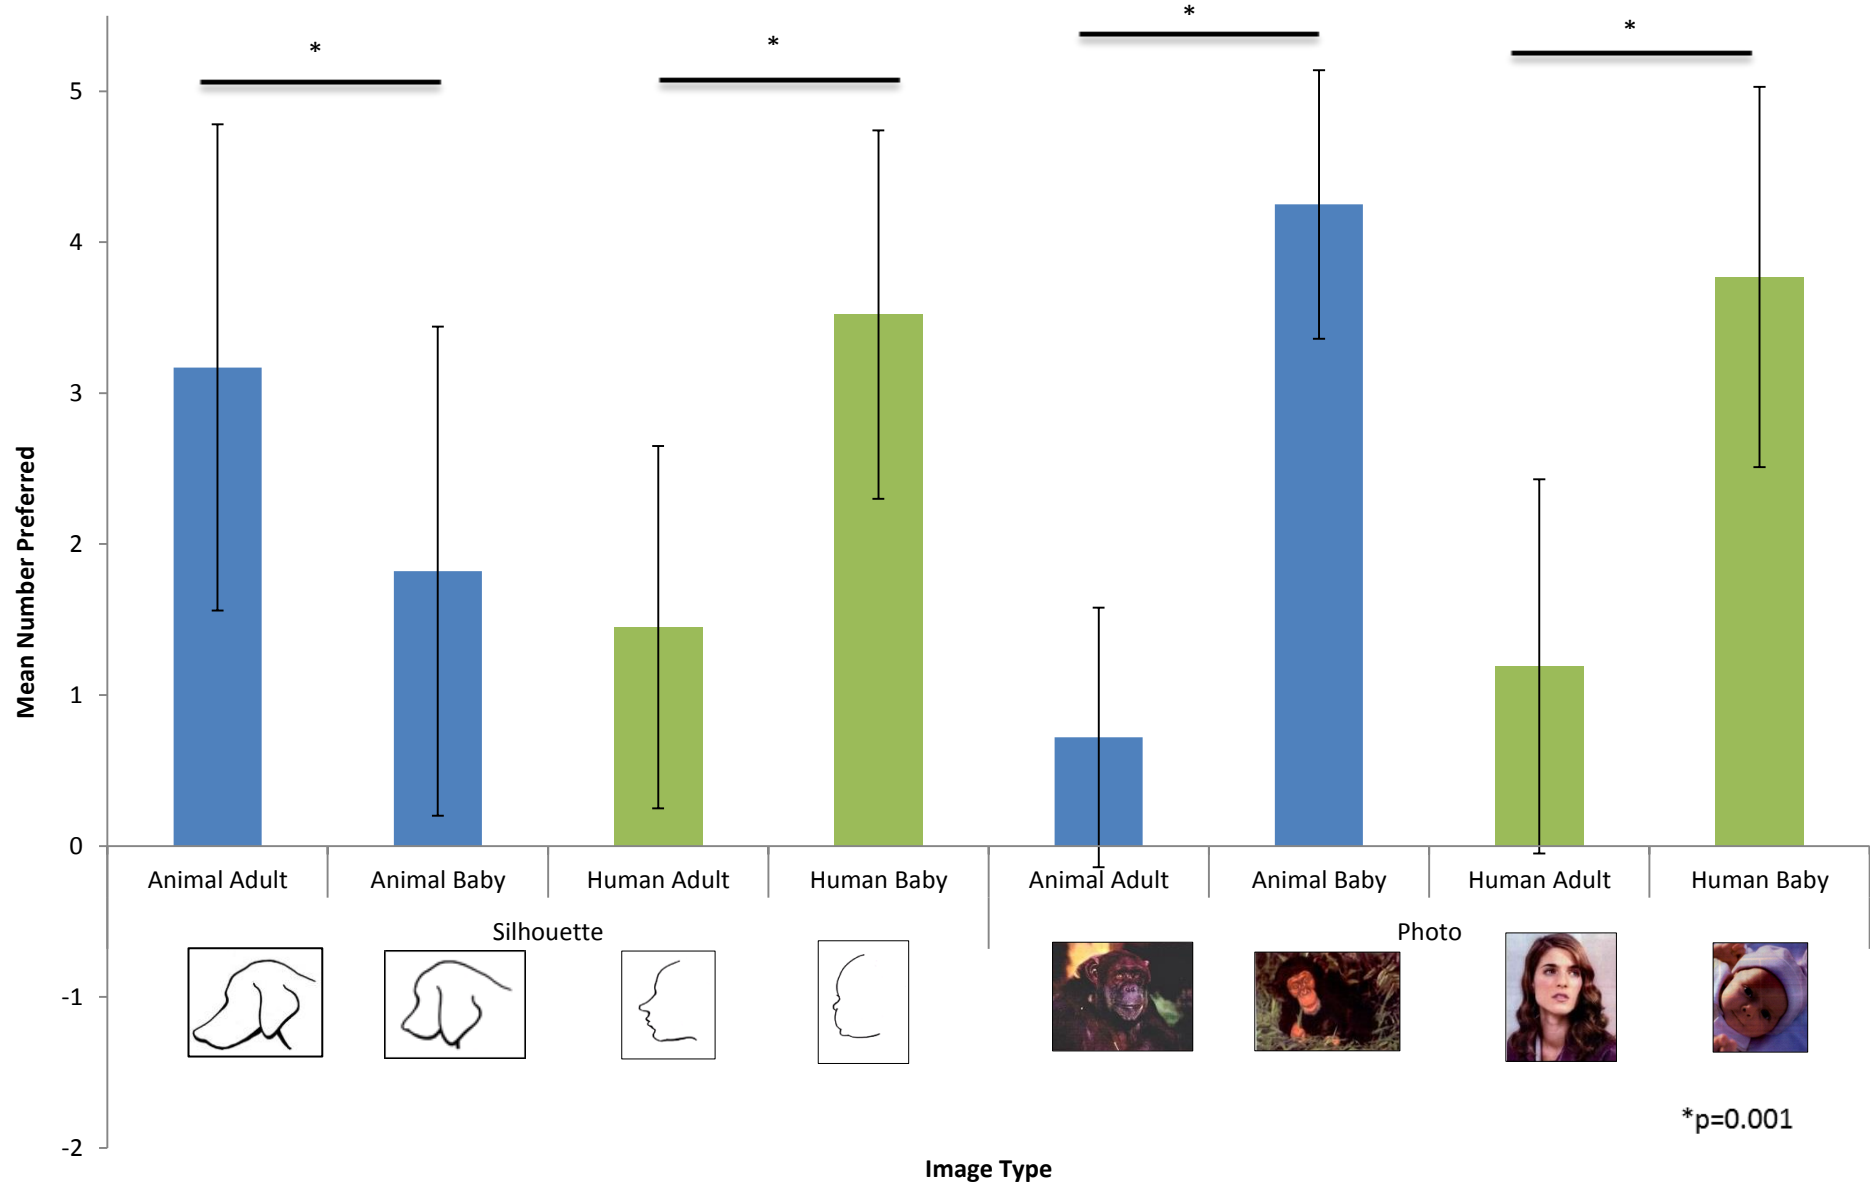 *
*
*
*
5
4
3
2
1
0
-1
-2
Mean Number Preferred
Animal Adult
Animal Baby
Human Adult
Human Baby
Animal Adult
Animal Baby
Human Adult
Human Baby
Silhouette
Photo
*p=0.001
Image Type